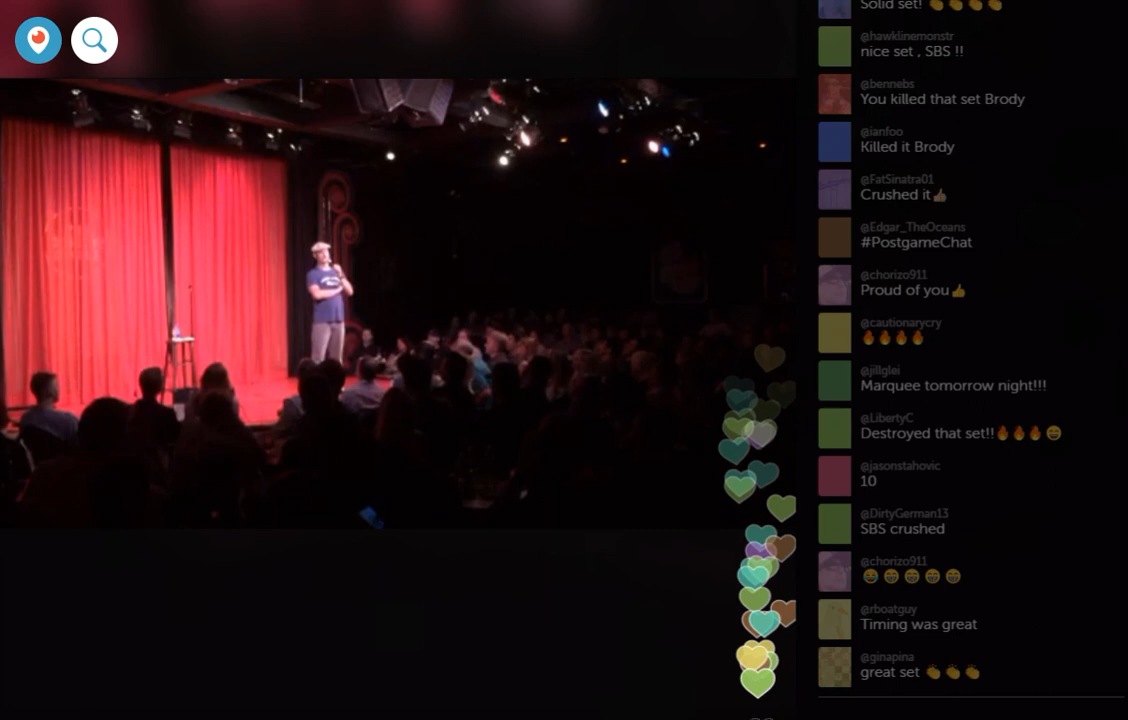 Solid set! 👏👏👏👏
@hawklinemonstr
nice set , SBS !!
@bennebs
You killed that set Brody
@ianfoo
Killed it Brody
@FatSinatra01
Crushed it👍
@Edgar_TheOceans
#PostgameChat
@chorizo911
Proud of you👍
@cautionarycry
🔥🔥🔥🔥
@jillglei
Marquee tomorrow night!!!
@LibertyC
Destroyed that set!!🔥🔥🔥😄
@jasonstahovic
10
@DirtyGerman13
SBS crushed
@chorizo911
😂😁😁😁😁
@rboatguy
Timing was great
@ginapina
great set 👏👏👏